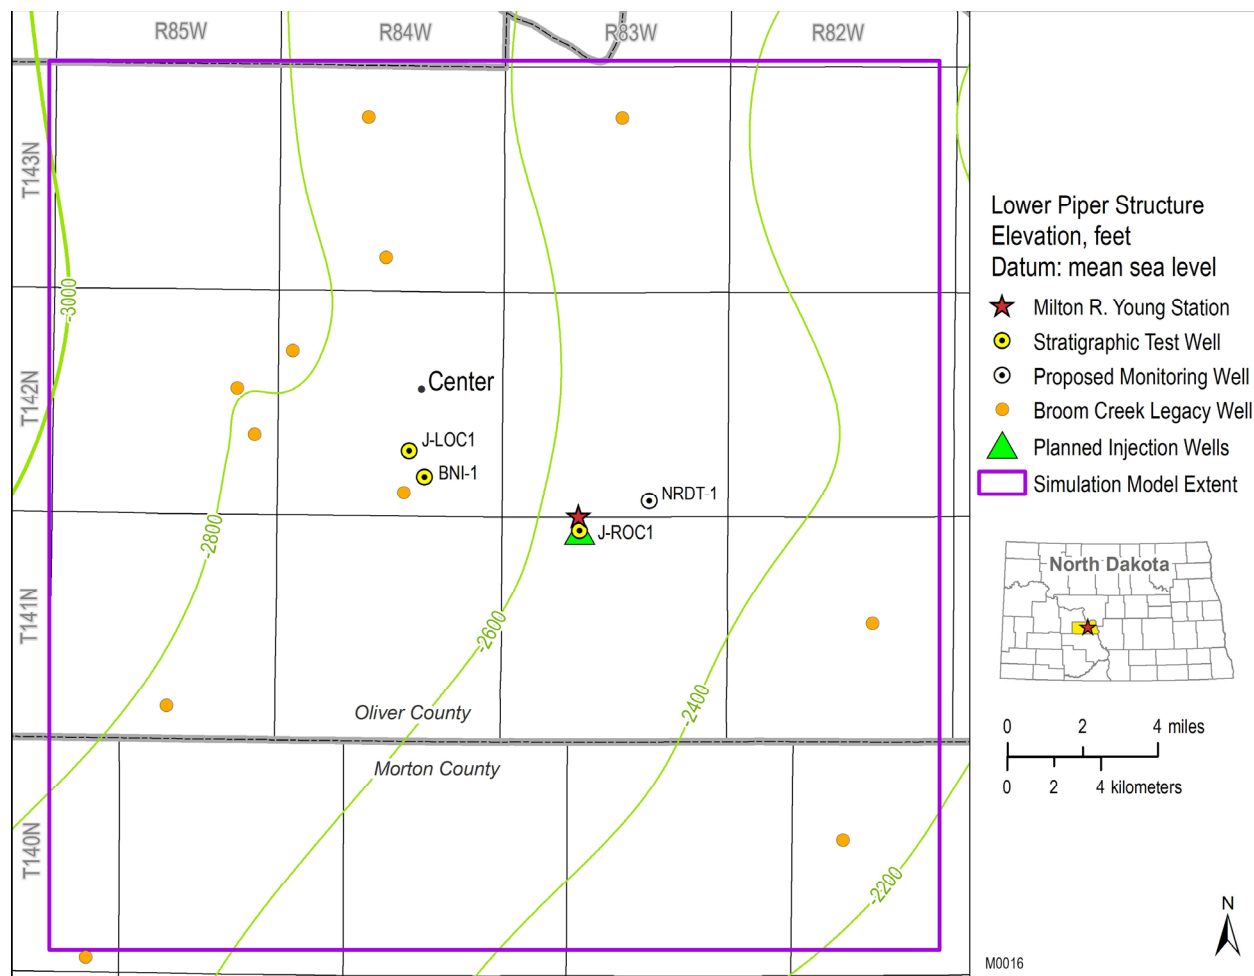 R85W
R84W
R83W
R82W
T143N
T142N
T141N
T140N
-3000
-2800
-2600
-2400
-2200
Center
J-LOC1
BNI-1
NRDT-1
J-ROC1
Oliver County
Morton County
Lower Piper Structure
Elevation, feet
Datum: mean sea level
Milton R. Young Station
Stratigraphic Test Well
Proposed Monitoring Well
Broom Creek Legacy Well
Planned Injection Wells
Simulation Model Extent
North Dakota
0 2 4 miles
0 2 4 kilometers
N
M0016